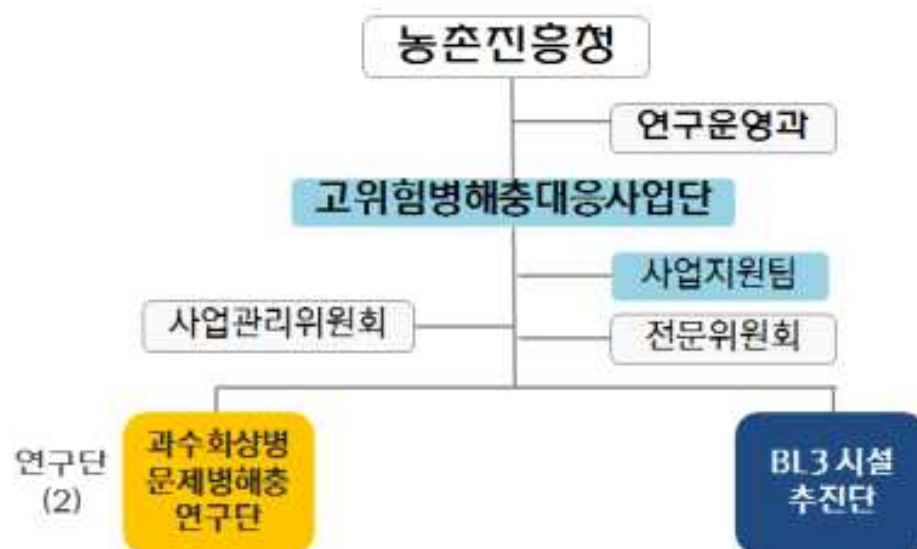 농촌진흥청
연구운영과
고위험병해충대응사업단
사업지원팀
사업관리위원회
전문위원회
연구단
(2)
과수화상병
문제병해충
연구단
BL3 시설
추진단